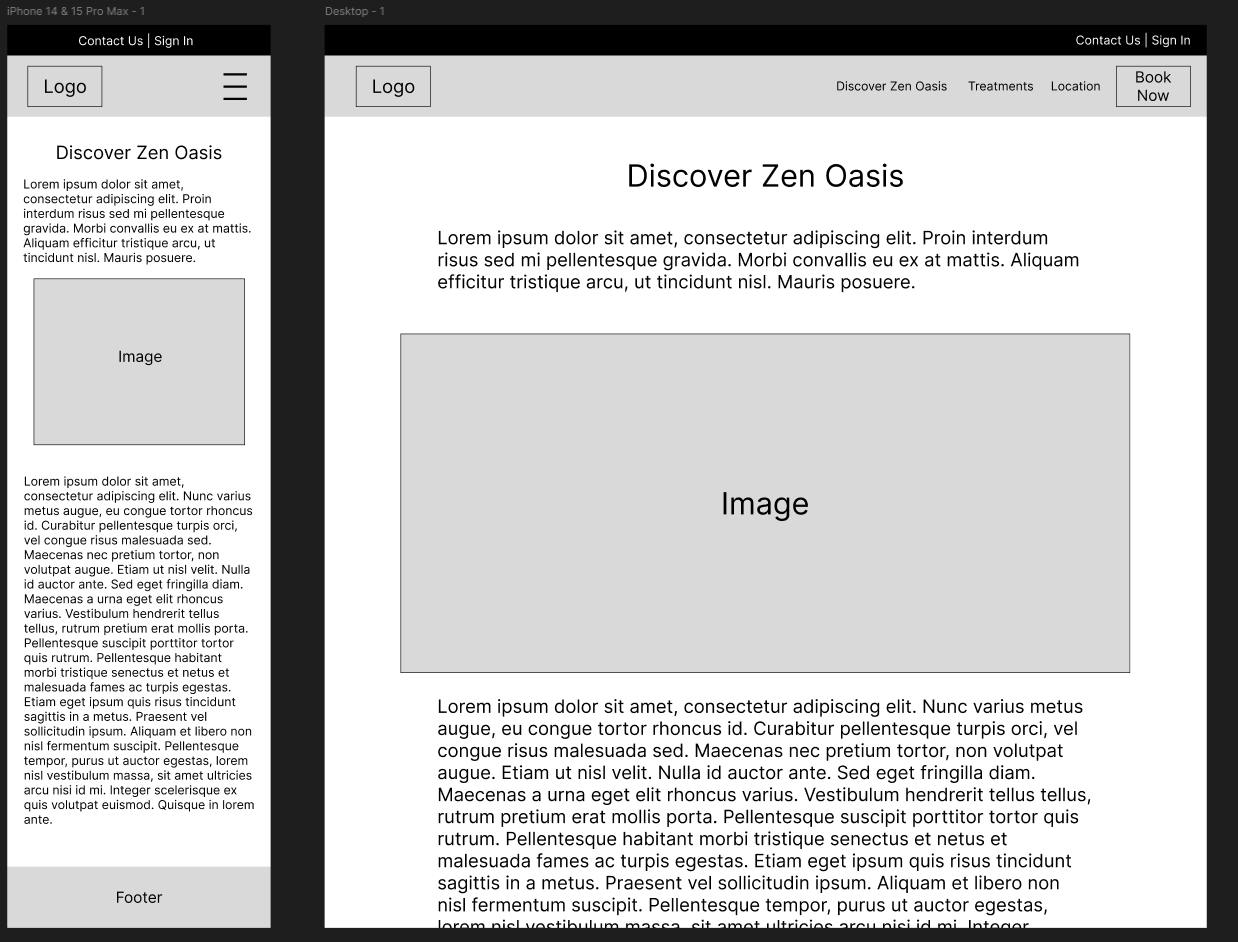 iPhone 14 & 15 Pro Max - 1
Contact Us | Sign In
Logo
Discover Zen Oasis
Lorem ipsum dolor sit amet,
consectetur adipiscing elit. Proin
interdum risus sed mi pellentesque
gravida. Morbi convallis eu ex at mattis.
Aliquam efficitur tristique arcu, ut
tincidunt nisl. Mauris posuere.
Image
Lorem ipsum dolor sit amet,
consectetur adipiscing elit. Nunc varius
metus augue, eu congue tortor rhoncus
id. Curabitur pellentesque turpis orci,
vel congue risus malesuada sed.
Maecenas nec pretium tortor, non
volutpat augue. Etiam ut nisl velit. Nulla
id auctor ante. Sed eget fringilla diam.
Maecenas a urna eget elit rhoncus
varius. Vestibulum hendrerit tellus
tellus, rutrum pretium erat mollis porta.
Pellentesque suscipit porttitor tortor
quis rutrum. Pellentesque habitant
morbi tristique senectus et netus et
malesuada fames ac turpis egestas.
Etiam eget ipsum quis risus tincidunt
sagittis in a metus. Praesent vel
sollicitudin ipsum. Aliquam et libero non
nisl fermentum suscipit. Pellentesque
tempor, purus ut auctor egestas, lorem
nisl vestibulum massa, sit amet ultricies
arcu nisi id mi. Integer scelerisque ex
quis volutpat euismod. Quisque in lorem
ante.
Footer
Desktop - 1
Contact Us | Sign In
Logo
Discover Zen Oasis
Treatments
Location
Book
Now
Discover Zen Oasis
Lorem ipsum dolor sit amet, consectetur adipiscing elit. Proin interdum
risus sed mi pellentesque gravida. Morbi convallis eu ex at mattis. Aliquam
efficitur tristique arcu, ut tincidunt nisl. Mauris posuere.
Image
Lorem ipsum dolor sit amet, consectetur adipiscing elit. Nunc varius metus
augue, eu congue tortor rhoncus id. Curabitur pellentesque turpis orci, vel
congue risus malesuada sed. Maecenas nec pretium tortor, non volutpat
augue. Etiam ut nisl velit. Nulla id auctor ante. Sed eget fringilla diam.
Maecenas a urna eget elit rhoncus varius. Vestibulum hendrerit tellus tellus,
rutrum pretium erat mollis porta. Pellentesque suscipit porttitor tortor quis
rutrum. Pellentesque habitant morbi tristique senectus et netus et
malesuada fames ac turpis egestas. Etiam eget ipsum quis risus tincidunt
sagittis in a metus. Praesent vel sollicitudin ipsum. Aliquam et libero non
nisl fermentum suscipit. Pellentesque tempor, purus ut auctor egestas,
lorem nisl vestibulum massa, sit amet ultricies arcu nisi id mi. Integer